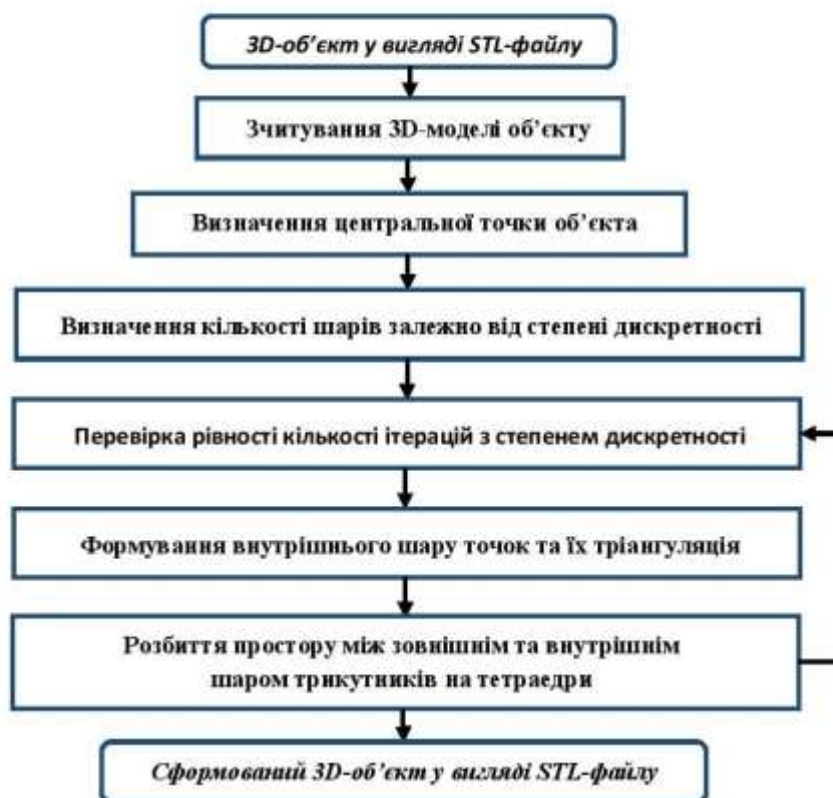 3D-об’єкт у вигляді STL-файлу
Зчитування 3D-моделі об’єкту
Визначення центральної точки об’єкта
Визначення кількості шарів залежно від степені дискретності
Перевірка рівності кількості ітерацій з степенем дискретності
Формування внутрішнього шару точок та їх тріангуляція
Розбиття простору між зовнішнім та внутрішнім
шаром трикутників на тетраедри
Сформований 3D-об’єкт у вигляді STL-файлу